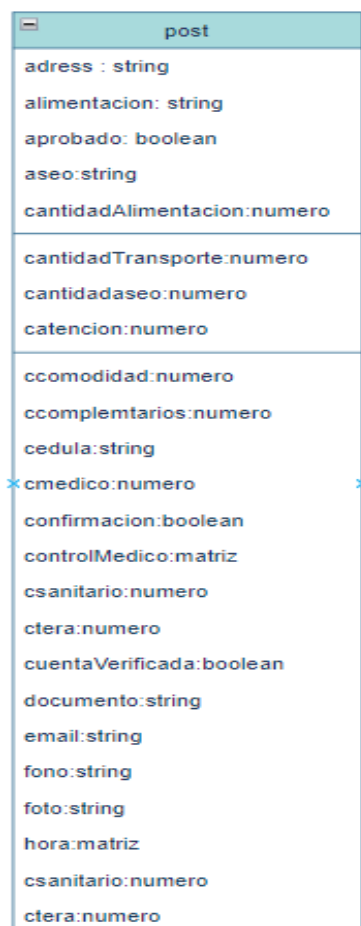 post
adress : string
alimentacion: string
aprobado: boolean
aseo:string
cantidadAlimentacion:numero
cantidadTransporte:numero
cantidadaseo:numero
catencion:numero
ccomodidad:numero
ccomplemtarios:numero
cedula:string
cmedico:numero
confirmacion:boolean
controlMedico:matriz
csanitario:numero
ctera:numero
cuentaVerificada:boolean
documento:string
email:string
fono:string
foto:string
hora:matriz
csanitario:numero
ctera:numero